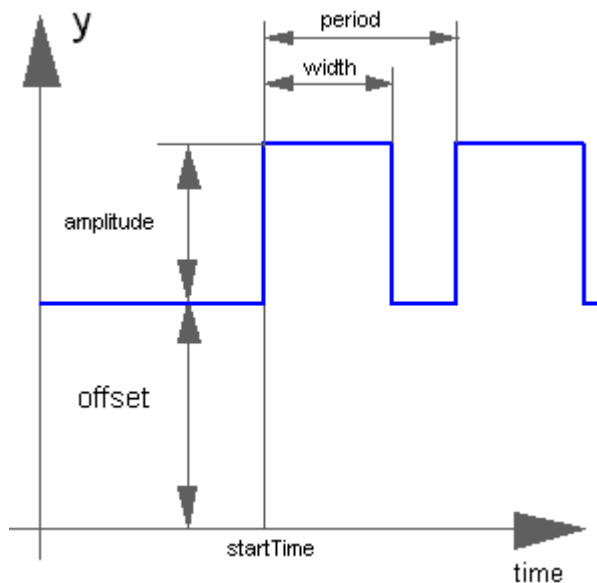 y
period
width
amplitude
offset
startTime
time